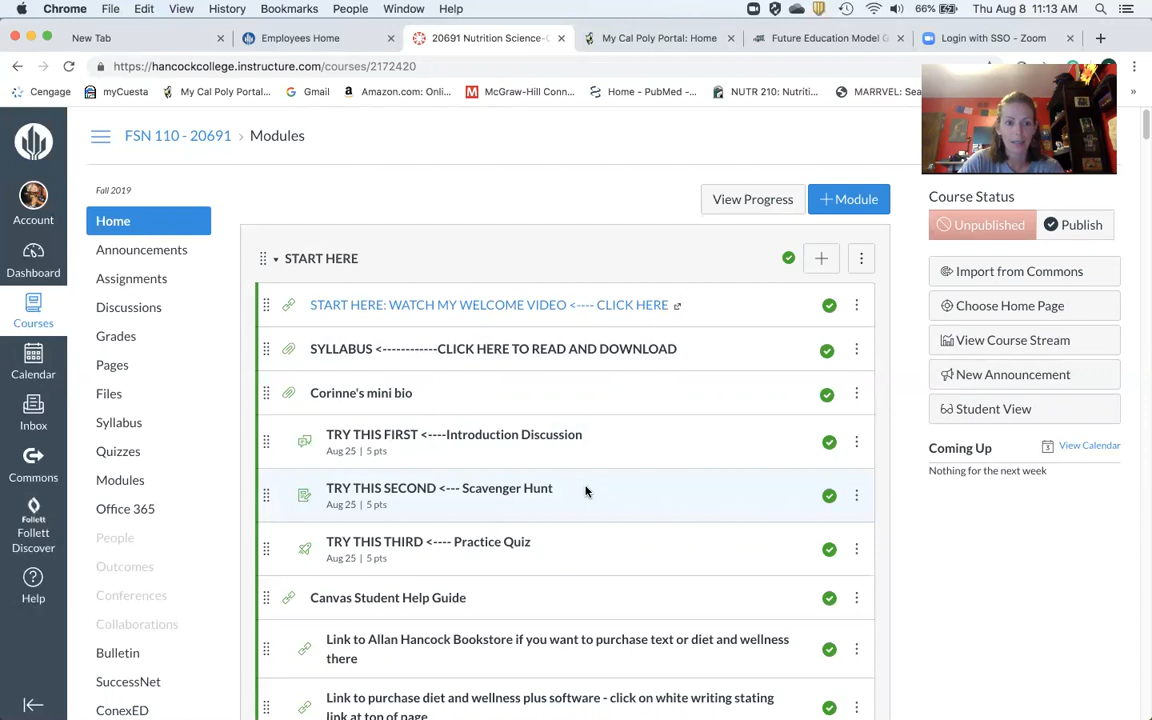 Chrome File Edit View History Bookmarks People Window Help 66% Thu Aug 8 11:13 AM
New Tab Employees Home 20691 Nutrition Science- My Cal Poly Portal: Home Future Education Model G Login with SSO - Zoom
https://hancockcollege.instructure.com/courses/2172420
Cengage myCuesta My Cal Poly Portal... Gmail Amazon.com: Onli... McGraw-Hill Conn... Home - PubMed -... NUTR 210: Nutriti... MARRVEL: Sea »
FSN 110 - 20691 › Modules
Fall 2019
View Progress
+ Module
Course Status
Unpublished
Publish
Account
Dashboard
Courses
Calendar
Inbox
Commons
Follett
Discover
Help
Home
Announcements
Assignments
Discussions
Grades
Pages
Files
Syllabus
Quizzes
Modules
Office 365
People
Outcomes
Conferences
Collaborations
Bulletin
SuccessNet
ConexED
START HERE
START HERE: WATCH MY WELCOME VIDEO <---- CLICK HERE
SYLLABUS <------------CLICK HERE TO READ AND DOWNLOAD
Corinne's mini bio
TRY THIS FIRST <----Introduction Discussion
Aug 25 | 5 pts
TRY THIS SECOND <--- Scavenger Hunt
Aug 25 | 5 pts
TRY THIS THIRD <---- Practice Quiz
Aug 25 | 5 pts
Canvas Student Help Guide
Link to Allan Hancock Bookstore if you want to purchase text or diet and wellness
there
Link to purchase diet and wellness plus software - click on white writing stating
link at top of page
Import from Commons
Choose Home Page
View Course Stream
New Announcement
Student View
Coming Up
View Calendar
Nothing for the next week